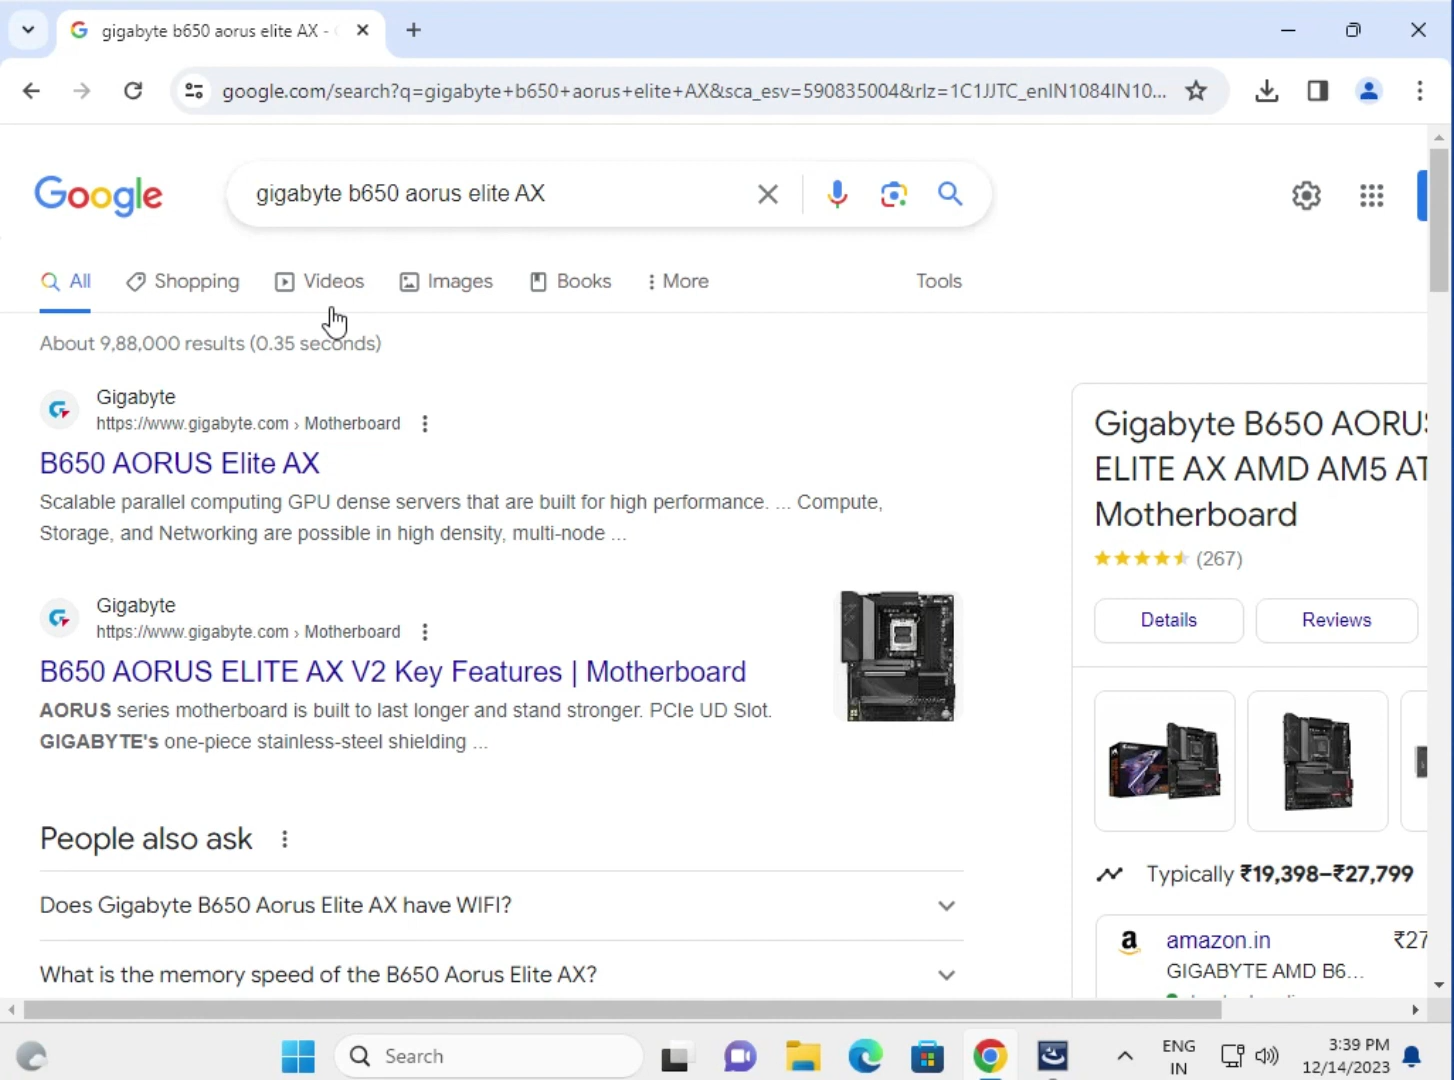 gigabyte b650 aorus elite AX -
google.com/search?q=gigabyte+b650+aorus+elite+AX&sca_esv=590835004&rlz=1C1JJTC_enIN1084IN10...
Google
gigabyte b650 aorus elite AX
All
Shopping
Videos
Images
Books
More
Tools
About 9,88,000 results (0.35 seconds)
Gigabyte
https://www.gigabyte.com › Motherboard
B650 AORUS Elite AX
Scalable parallel computing GPU dense servers that are built for high performance. ... Compute,
Storage, and Networking are possible in high density, multi-node ...
Gigabyte
https://www.gigabyte.com › Motherboard
B650 AORUS ELITE AX V2 Key Features | Motherboard
AORUS series motherboard is built to last longer and stand stronger. PCIe UD Slot.
GIGABYTE's one-piece stainless-steel shielding ...
People also ask
Does Gigabyte B650 Aorus Elite AX have WIFI?
What is the memory speed of the B650 Aorus Elite AX?
Gigabyte B650 AORUS
ELITE AX AMD AM5 AT
Motherboard
(267)
Details
Reviews
Typically ₹19,398–₹27,799
amazon.in
₹27
GIGABYTE AMD B6...
Search
ENG
IN
3:39 PM
12/14/2023